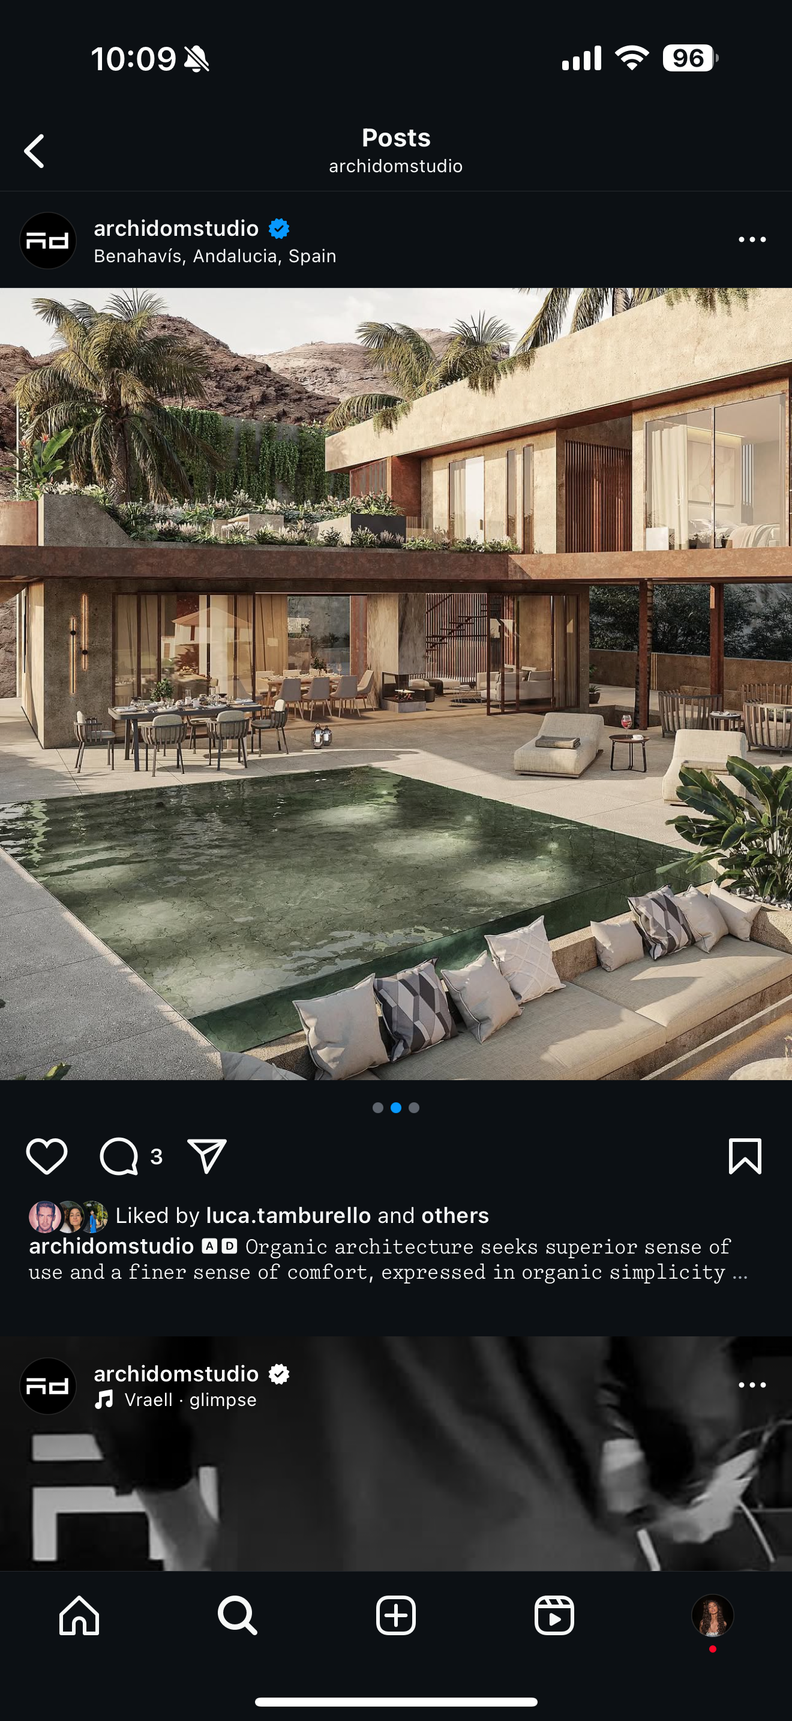 10:09
96
Posts
archidomstudio
archidomstudio
Benahavís, Andalucia, Spain
3
Liked by luca.tamburello and others
archidomstudio 🅰🅳 Organic architecture seeks superior sense of
use and a finer sense of comfort, expressed in organic simplicity ...
archidomstudio
Vraell · glimpse